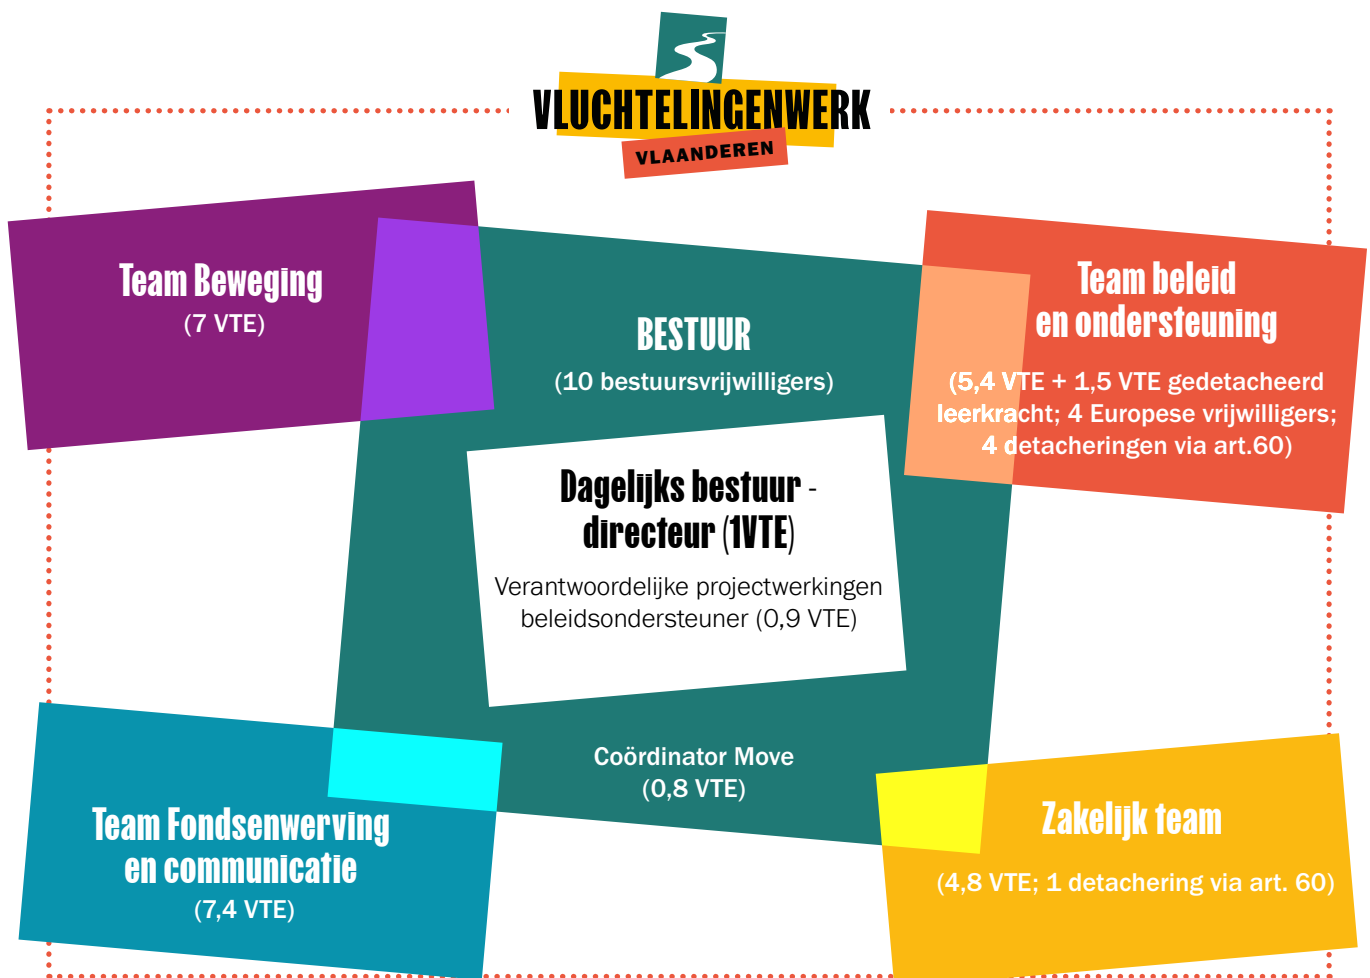 VLUCHTELINGENWERK
VLAANDEREN
Team Beweging
(7 VTE)
BESTUUR
(10 bestuursvrijwilligers)
Team beleid
en ondersteuning
(5,4 VTE + 1,5 VTE gedetacheerd
leerkracht; 4 Europese vrijwilligers;
4 detacheringen via art.60)
Dagelijks bestuur -
directeur (1VTE)
Verantwoordelijke projectwerkingen
beleidsondersteuner (0,9 VTE)
Coördinator Move
(0,8 VTE)
Team Fondsenwerving
en communicatie
(7,4 VTE)
Zakelijk team
(4,8 VTE; 1 detachering via art. 60)